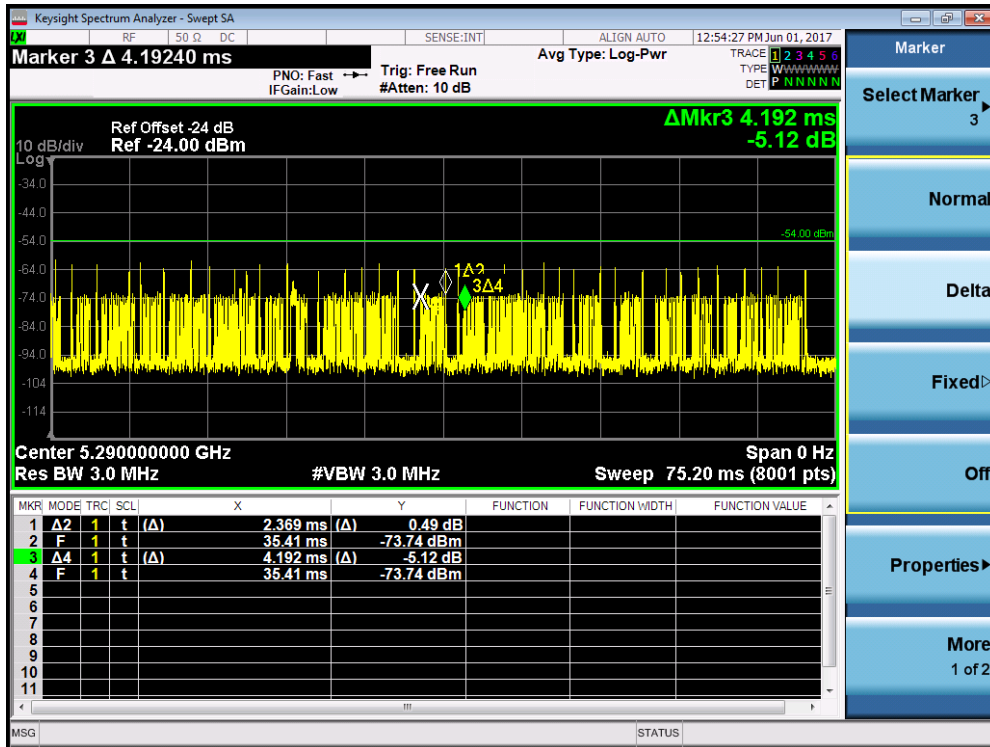 Keysight Spectrum Analyzer - Swept SA
LXI RF 50 Ω DC SENSE:INT ALIGN AUTO 12:54:27 PM Jun 01, 2017
Marker 3 Δ 4.19240 ms
PNO: Fast
IFGain:Low
Trig: Free Run
#Atten: 10 dB
Avg Type: Log-Pwr
TRACE 1 2 3 4 5 6
TYPE WWWWWW
DET P N N N N N
ΔMkr3 4.192 ms
-5.12 dB
Ref Offset -24 dB
10 dB/div Ref -24.00 dBm
Log
-34.0
-44.0
-54.0
-54.00 dBm
-64.0
1Δ2
3Δ4
-74.0
-84.0
-94.0
-104
-114
Center 5.290000000 GHz Span 0 Hz
Res BW 3.0 MHz #VBW 3.0 MHz Sweep 75.20 ms (8001 pts)
MKR MODE TRC SCL X Y FUNCTION FUNCTION WIDTH FUNCTION VALUE
1 Δ2 1 t (Δ) 2.369 ms (Δ) 0.49 dB
2 F 1 t 35.41 ms -73.74 dBm
3 Δ4 1 t (Δ) 4.192 ms (Δ) -5.12 dB
4 F 1 t 35.41 ms -73.74 dBm
5
6
7
8
9
10
11
MSG STATUS
Marker
Select Marker
3
Normal
Delta
Fixed
Off
Properties
More
1 of 2